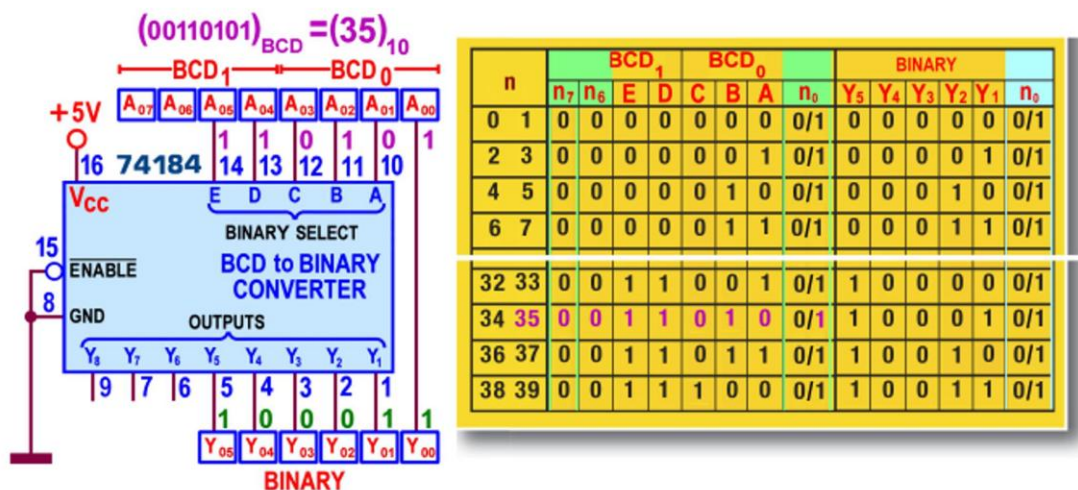 (00110101)BCD =(35)10
BCD1 BCD0
A07 A06 A05 A04 A03 A02 A01 A00
+5V
1 1 0 1 0 1
16 74184 14 13 12 11 10
VCC E D C B A
BINARY SELECT
15
ENABLE
BCD to BINARY
CONVERTER
8
GND
OUTPUTS
Y8 Y7 Y6 Y5 Y4 Y3 Y2 Y1
9 7 6 5 4 3 2 1
1 0 0 0 1 1
Y05 Y04 Y03 Y02 Y01 Y00
BINARY
n BCD1 BCD0 BINARY
n7 n6 E D C B A n0 Y5 Y4 Y3 Y2 Y1 n0
0 1 0 0 0 0 0 0 0 0/1 0 0 0 0 0 0/1
2 3 0 0 0 0 0 0 1 0/1 0 0 0 0 1 0/1
4 5 0 0 0 0 0 1 0 0/1 0 0 0 1 0 0/1
6 7 0 0 0 0 0 1 1 0/1 0 0 0 1 1 0/1
32 33 0 0 1 1 0 0 1 0/1 1 0 0 0 0 0/1
34 35 0 0 1 1 0 1 0 0/1 1 0 0 0 1 0/1
36 37 0 0 1 1 0 1 1 0/1 1 0 0 1 0 0/1
38 39 0 0 1 1 1 0 0 0/1 1 0 0 1 1 0/1